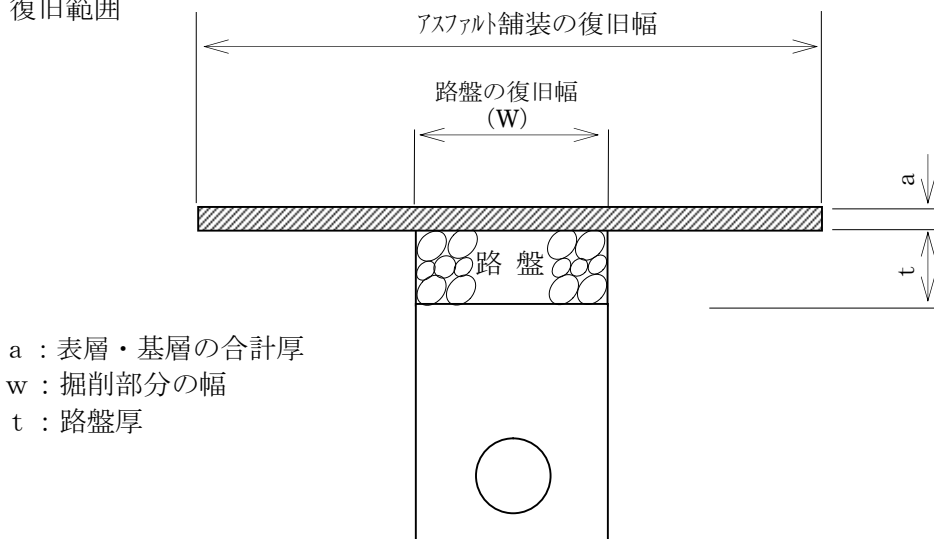 復旧範囲
アスファルト舗装の復旧幅
路盤の復旧幅
(W)
a
路 盤
t
a:表層・基層の合計厚
w:掘削部分の幅
t:路盤厚